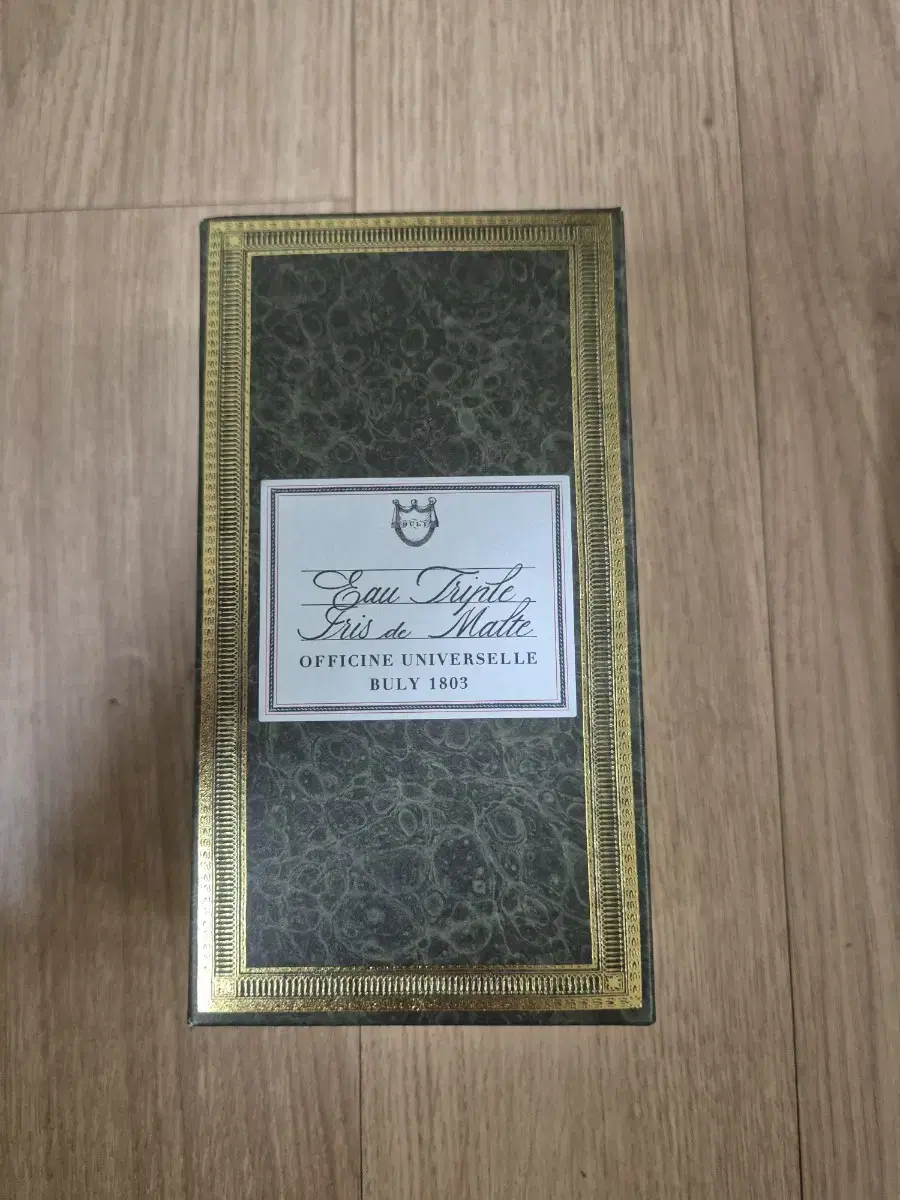 BULY
Eau Triple
Iris de Malte
OFFICINE UNIVERSELLE
BULY 1803